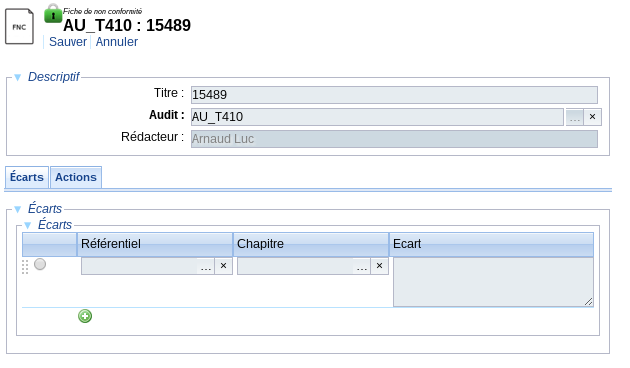 FNC
Fiche de non conformité
AU_T410 : 15489
Sauver Annuler
Descriptif
Titre : 15489
Audit : AU_T410 ... ×
Rédacteur : Arnaud Luc
Écarts Actions
Écarts
Écarts
Référentiel Chapitre Ecart
... × ... ×